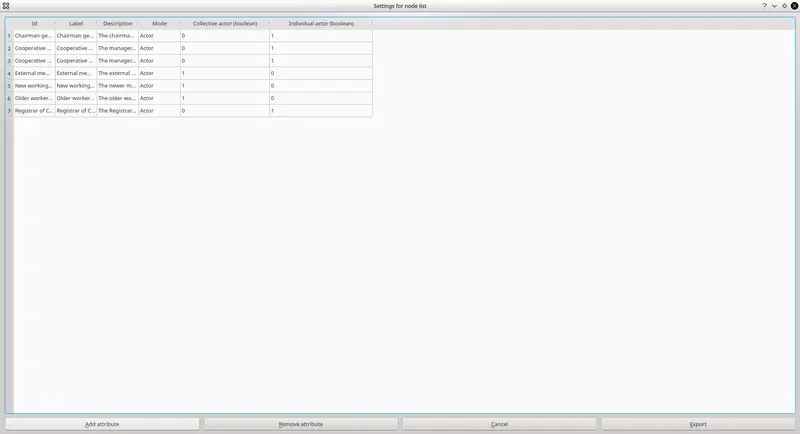 Settings for node list
Id Label Description Mode Collective actor (boolean) Individual actor (boolean)
1 Chairman ge... Chairman ge... The chairma... Actor 0 1
2 Cooperative ... Cooperative ... The manager... Actor 0 1
3 Cooperative ... Cooperative ... The manager... Actor 0 1
4 External me... External me... The external ... Actor 1 0
5 New working... New working... The newer m... Actor 1 0
6 Older worker... Older worker... The older wo... Actor 1 0
7 Registrar of C... Registrar of C... The Registrar... Actor 0 1
Add attribute Remove attribute Cancel Export